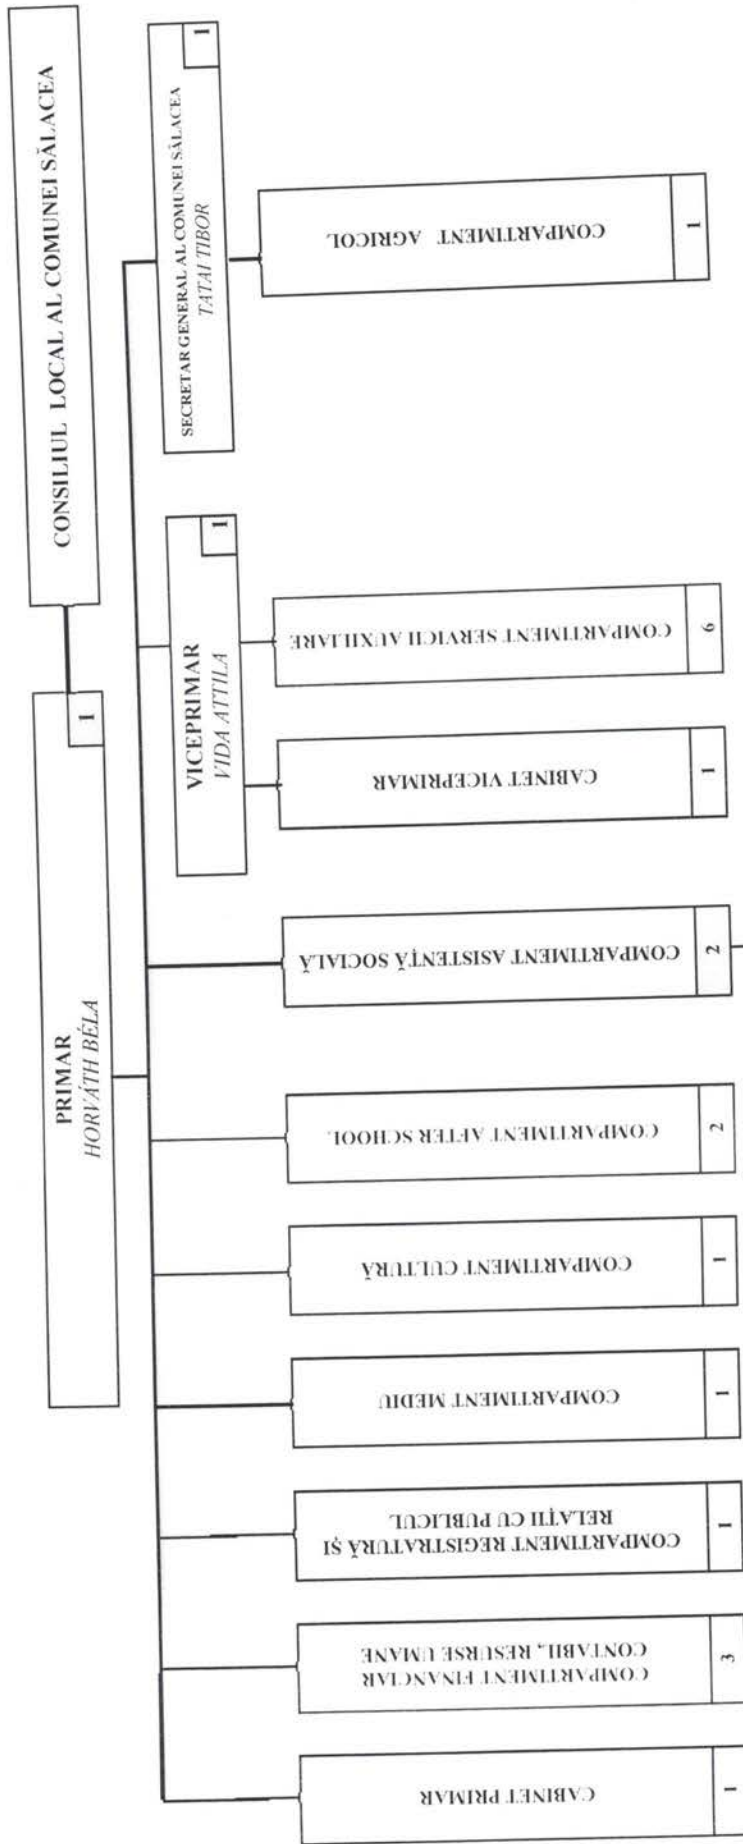 CONSILIUL LOCAL AL COMUNEI SĂLACEA
PRIMAR
HORVÁTH BÉLA
1
SECRETAR GENERAL AL COMUNEI SĂLACEA
TATAI TIBOR
1
VICEPRIMAR
VIDA ATTILA
1
CABINET PRIMAR
1
COMPARTIMENT FINANCIAR
CONTABIL, RESURSE UMANE
3
COMPARTIMENT REGISTRATURĂ ȘI
RELAȚII CU PUBLICUL
1
COMPARTIMENT MEDIU
1
COMPARTIMENT CULTURĂ
1
COMPARTIMENT AFTER SCHOOL
2
COMPARTIMENT ASISTENȚĂ SOCIALĂ
2
CABINET VICEPRIMAR
1
COMPARTIMENT SERVICII AUXILIARE
6
COMPARTIMENT AGRICOL
1